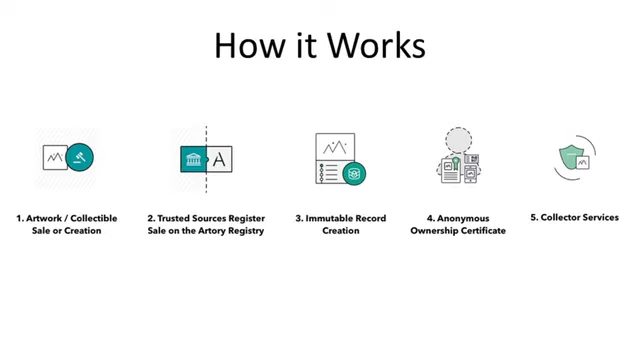 How it Works
A
1. Artwork / Collectible
Sale or Creation
2. Trusted Sources Register
Sale on the Artory Registry
3. Immutable Record
Creation
4. Anonymous
Ownership Certificate
5. Collector Services